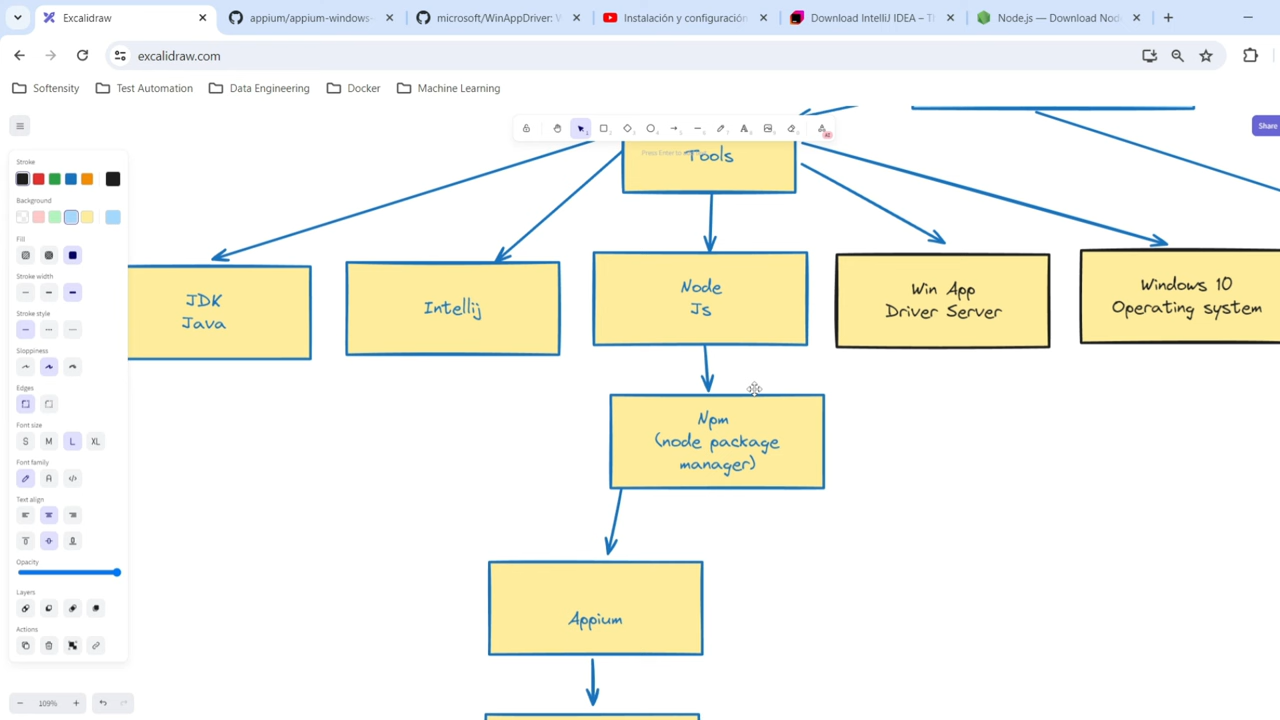 Excalidraw
appium/appium-windows-
microsoft/WinAppDriver: W
Instalación y configuración
Download IntelliJ IDEA – T
Node.js — Download Nod
excalidraw.com
Softensity
Test Automation
Data Engineering
Docker
Machine Learning
Share
Stroke
Background
Fill
Stroke width
Stroke style
Sloppiness
Edges
Font size
S M L XL
Font family
A
Text align
Opacity
Layers
Actions
109%
Tools
JDK
Java
Intellij
Node
Js
Win App
Driver Server
Windows 10
Operating system
Npm
(node package
manager)
Appium